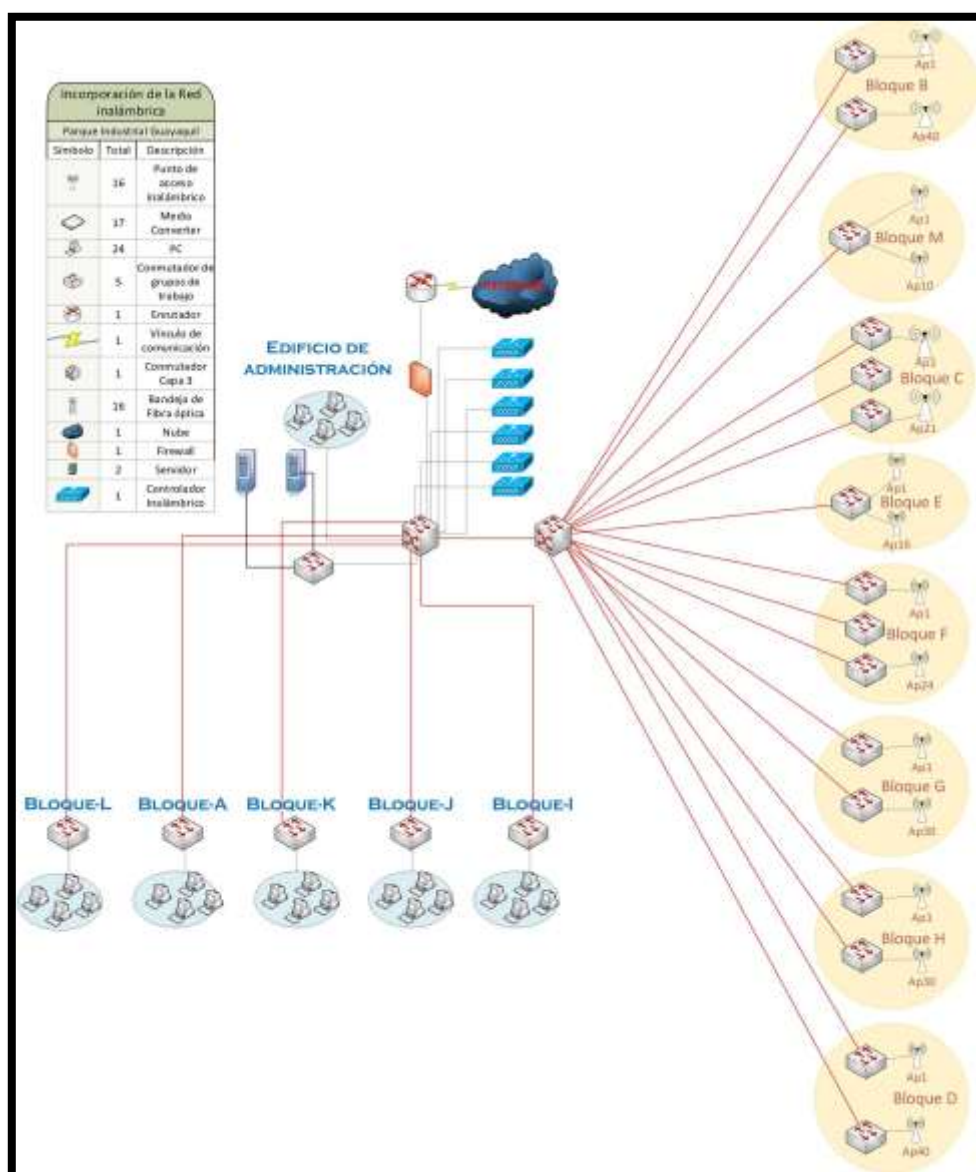 Incorporación de la Red
inalámbrica
Parque Industrial Guayaquil
Símbolo Total Descripción
16 Punto de
acceso
inalámbrico
17 Medio
Converter
24 PC
5 Conmutador de
grupos de
trabajo
1 Enrutador
1 Vínculo de
comunicación
1 Conmutador
Capa 3
Bandeja de
Fibra óptica
1 Nube
1 Firewall
2 Servidor
1 Controlador
Inalámbrico
EDIFICIO DE
ADMINISTRACIÓN
BLOQUE-L
BLOQUE-A
BLOQUE-K
BLOQUE-J
BLOQUE-I
Ap1
Bloque B
Ap40
Ap1
Bloque M
Ap10
Ap1
Bloque C
Ap21
Ap1
Bloque E
Ap1
Bloque F
Ap24
Ap1
Bloque G
Ap1
Bloque H
Ap1
Bloque D
Ap40